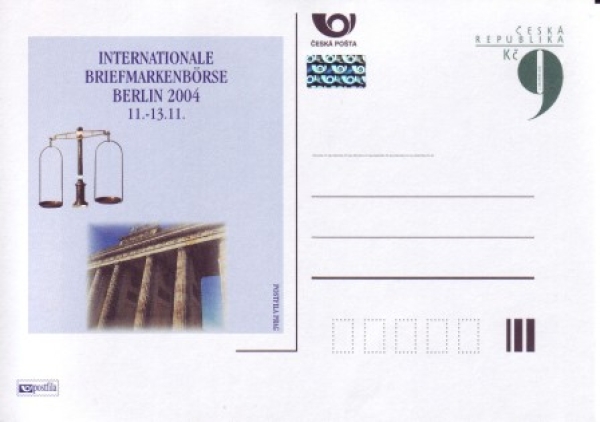 INTERNATIONALE
BRIEFMARKENBÖRSE
BERLIN 2004
11.-13.11.
POSTFILA PRAG
postfila
ČESKÁ POŠTA
ČESKÁ
REPUBLIKA
Kč 9